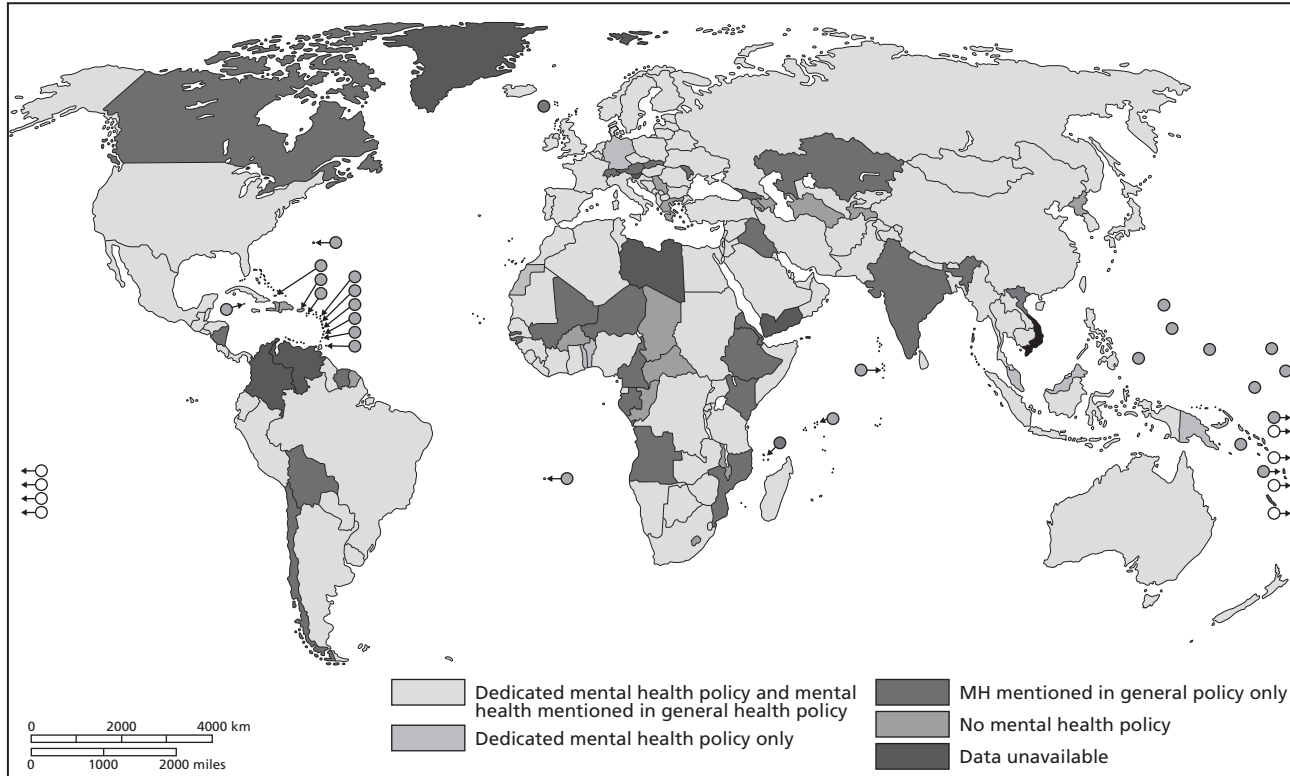 Dedicated mental health policy and mental
health mentioned in general health policy
Dedicated mental health policy only
MH mentioned in general policy only
No mental health policy
Data unavailable
0 2000 4000 km
0 1000 2000 miles